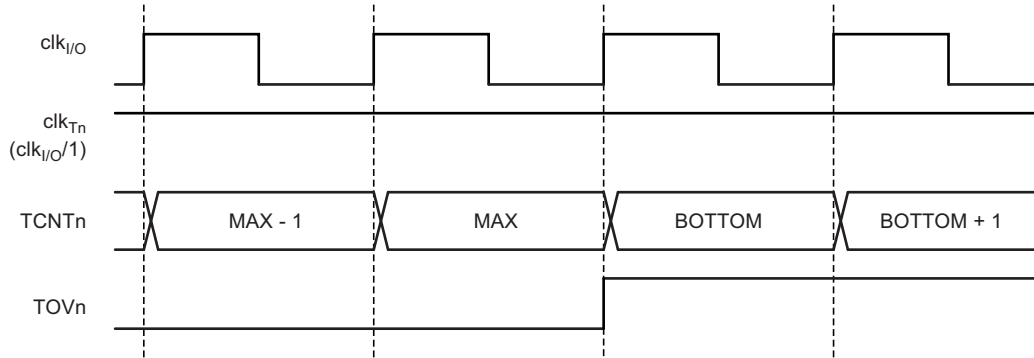 clkI/O
clkTn
(clkI/O/1)
TCNTn MAX - 1 MAX BOTTOM BOTTOM + 1
TOVn